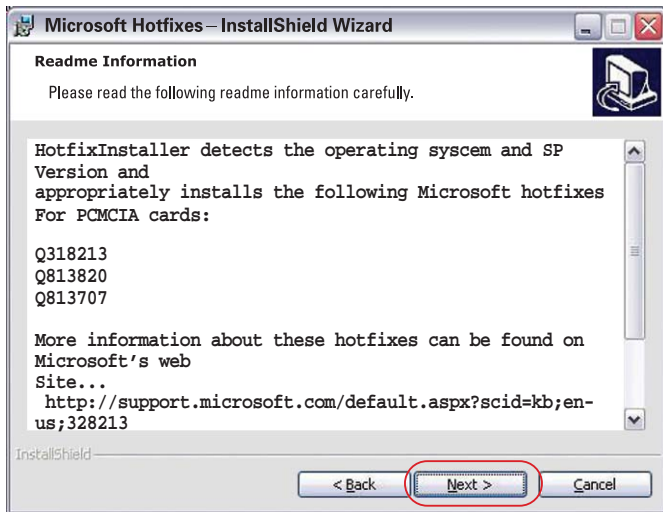 Microsoft Hotfixes – InstallShield Wizard
Readme Information
Please read the following readme information carefully.
HotfixInstaller detects the operating syscem and SP
Version and
appropriately installs the following Microsoft hotfixes
For PCMCIA cards:
Q318213
Q813820
Q813707
More information about these hotfixes can be found on
Microsoft's web
Site...
http://support.microsoft.com/default.aspx?scid=kb;en-
us;328213
InstallShield
< Back
Next >
Cancel